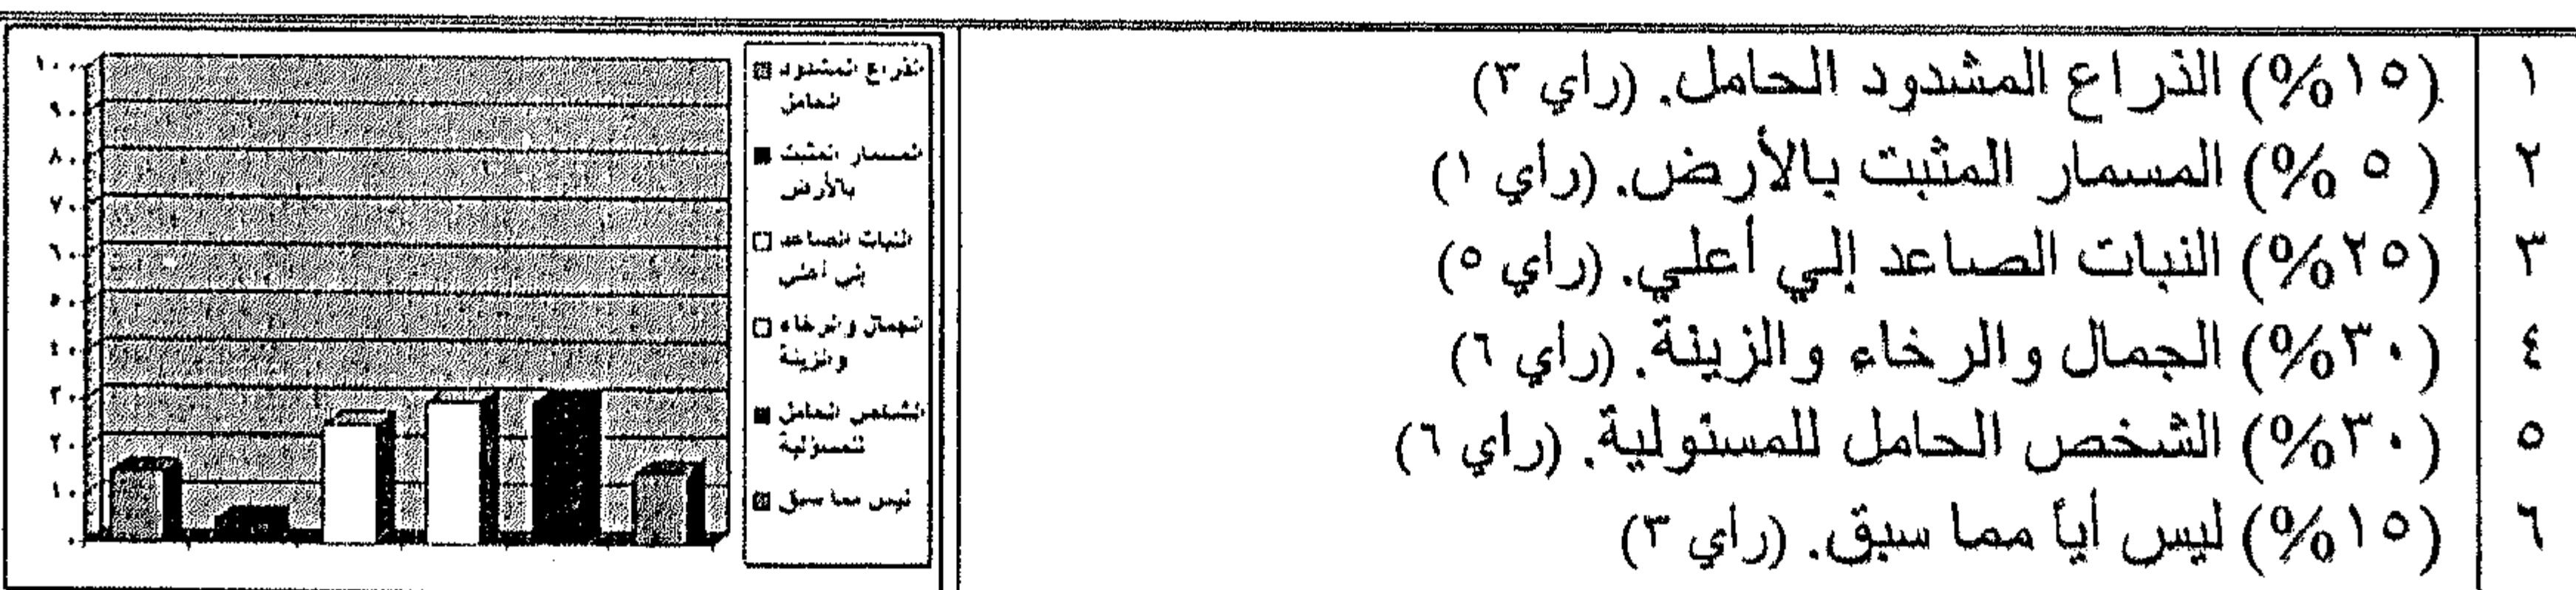 ١ (١٥%) الذراع المشدود الحامل. (راي ٣)
٢ ( ٥ %) المسمار المثبت بالأرض. (راي ١)
٣ (٢٥%) النبات الصاعد إلي أعلي. (راي ٥)
٤ (٣٠%) الجمال والرخاء والزينة. (راي ٦)
٥ (٣٠%) الشخص الحامل للمسئولية. (راي ٦)
٦ (١٥%) ليس أياً مما سبق. (راي ٣)
الذراع المشدود
الحامل
المسمار المثبت
بالأرض
النبات الصاعد
إلى أعلى
الجمال والرخاء
والزينة
الشخص الحامل
للمسؤلية
ليس مما سبق
١٠٠
٩٠
٨٠
٧٠
٦٠
٥٠
٤٠
٣٠
٢٠
١٠
٠